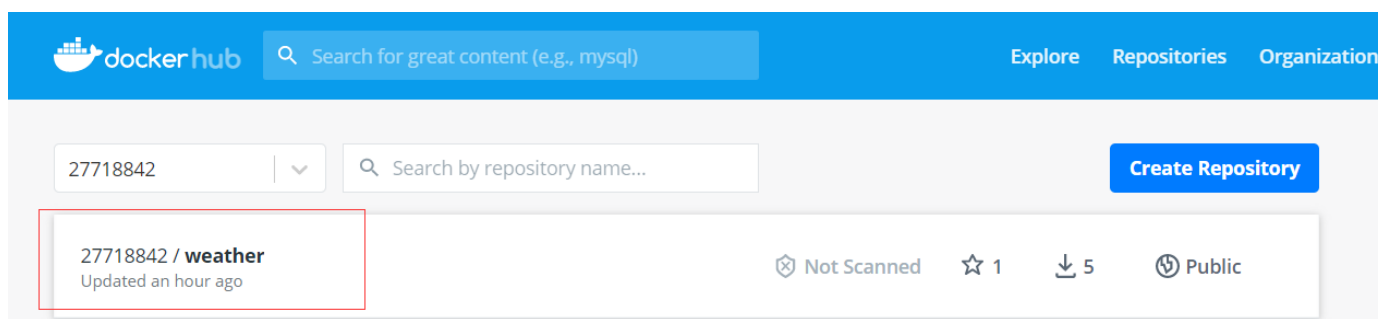 dockerhub Search for great content (e.g., mysql) Explore Repositories Organization
27718842 Search by repository name... Create Repository
27718842 / weather
Updated an hour ago
Not Scanned 1 5 Public